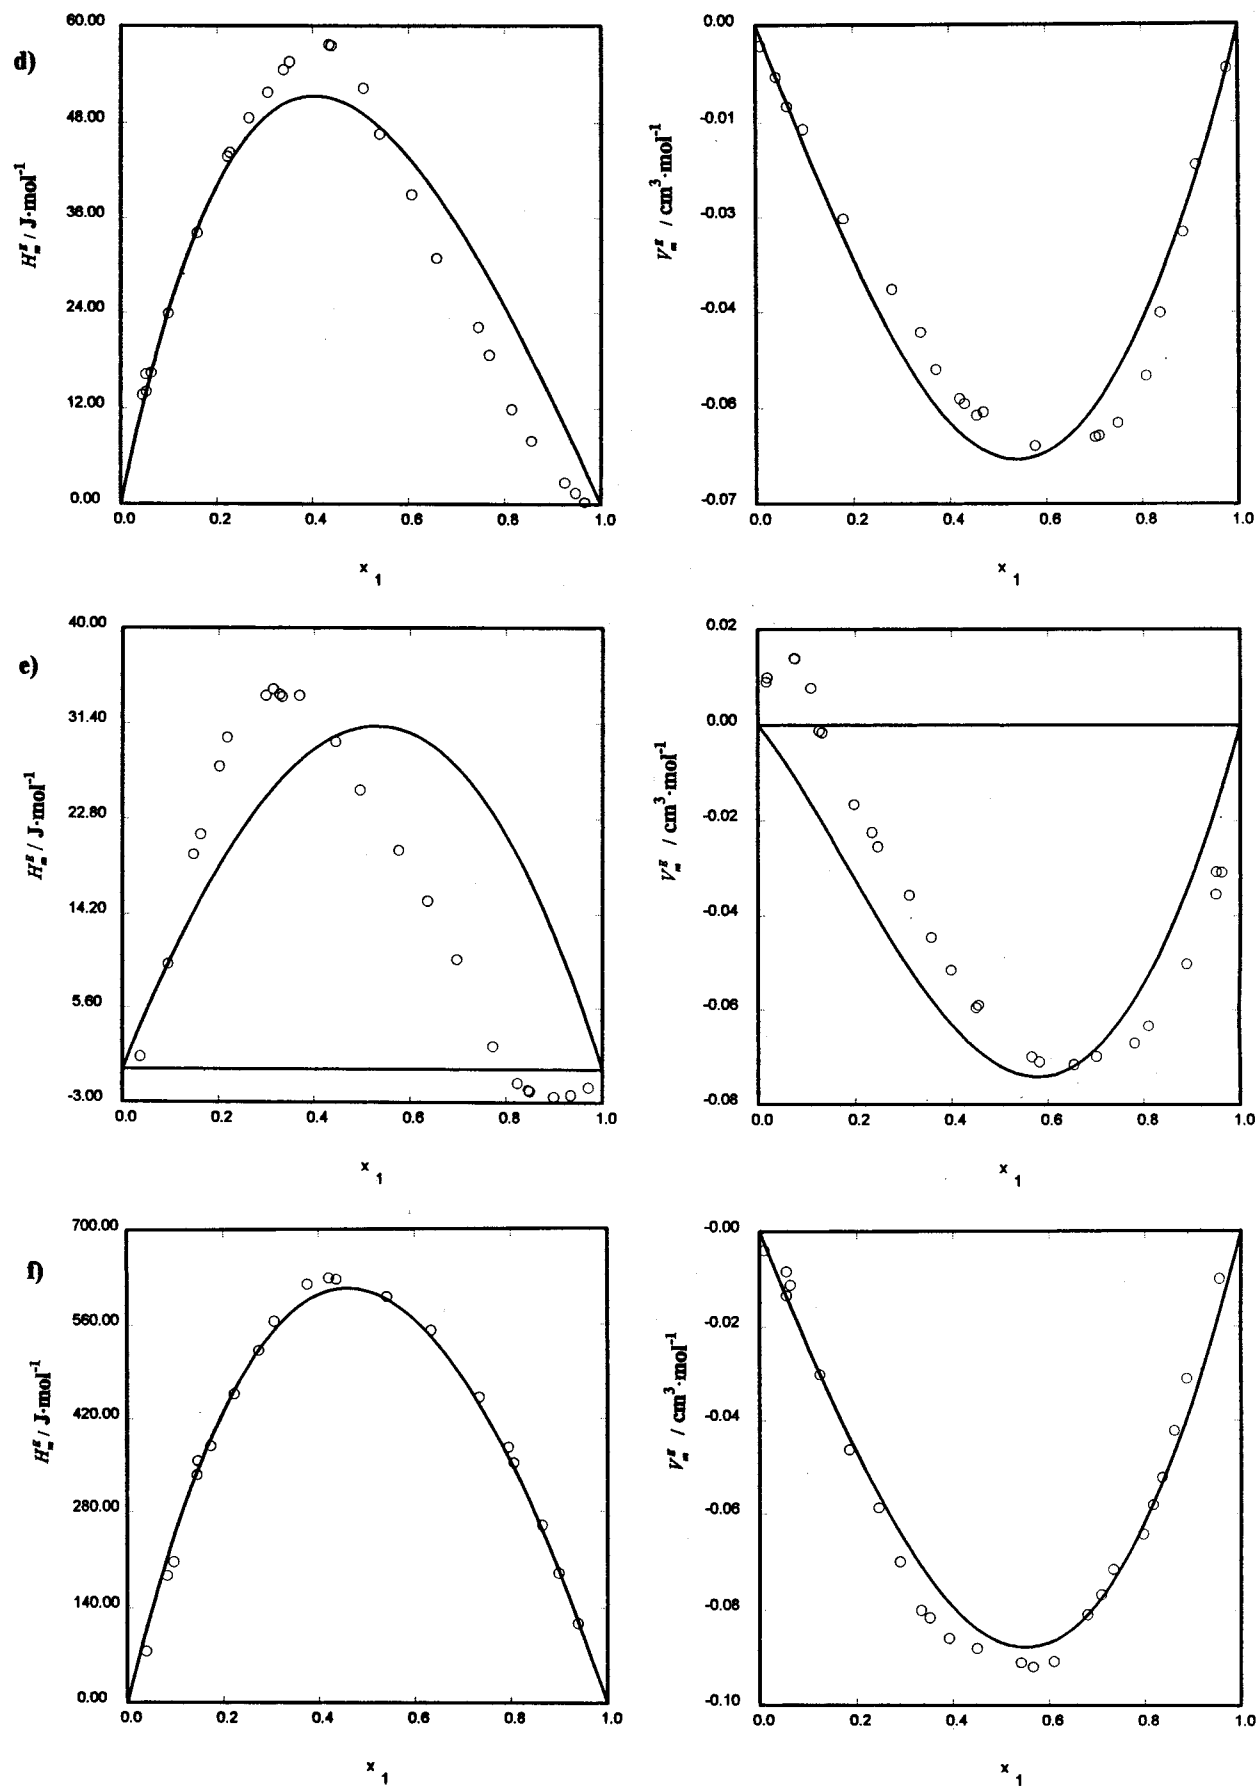 d)
60.00
48.00
36.00
24.00
12.00
0.00
H_m^E / J·mol^-1
0.0 0.2 0.4 0.6 0.8 1.0
x 1
0.00
-0.01
-0.03
-0.04
-0.06
-0.07
V_m^E / cm^3·mol^-1
0.0 0.2 0.4 0.6 0.8 1.0
x 1
e)
40.00
31.40
22.80
14.20
5.60
-3.00
H_m^E / J·mol^-1
0.0 0.2 0.4 0.6 0.8 1.0
x 1
0.02
0.00
-0.02
-0.04
-0.06
-0.08
V_m^E / cm^3·mol^-1
0.0 0.2 0.4 0.6 0.8 1.0
x 1
f)
700.00
560.00
420.00
280.00
140.00
0.00
H_m^E / J·mol^-1
0.0 0.2 0.4 0.6 0.8 1.0
x 1
-0.00
-0.02
-0.04
-0.06
-0.08
-0.10
V_m^E / cm^3·mol^-1
0.0 0.2 0.4 0.6 0.8 1.0
x 1